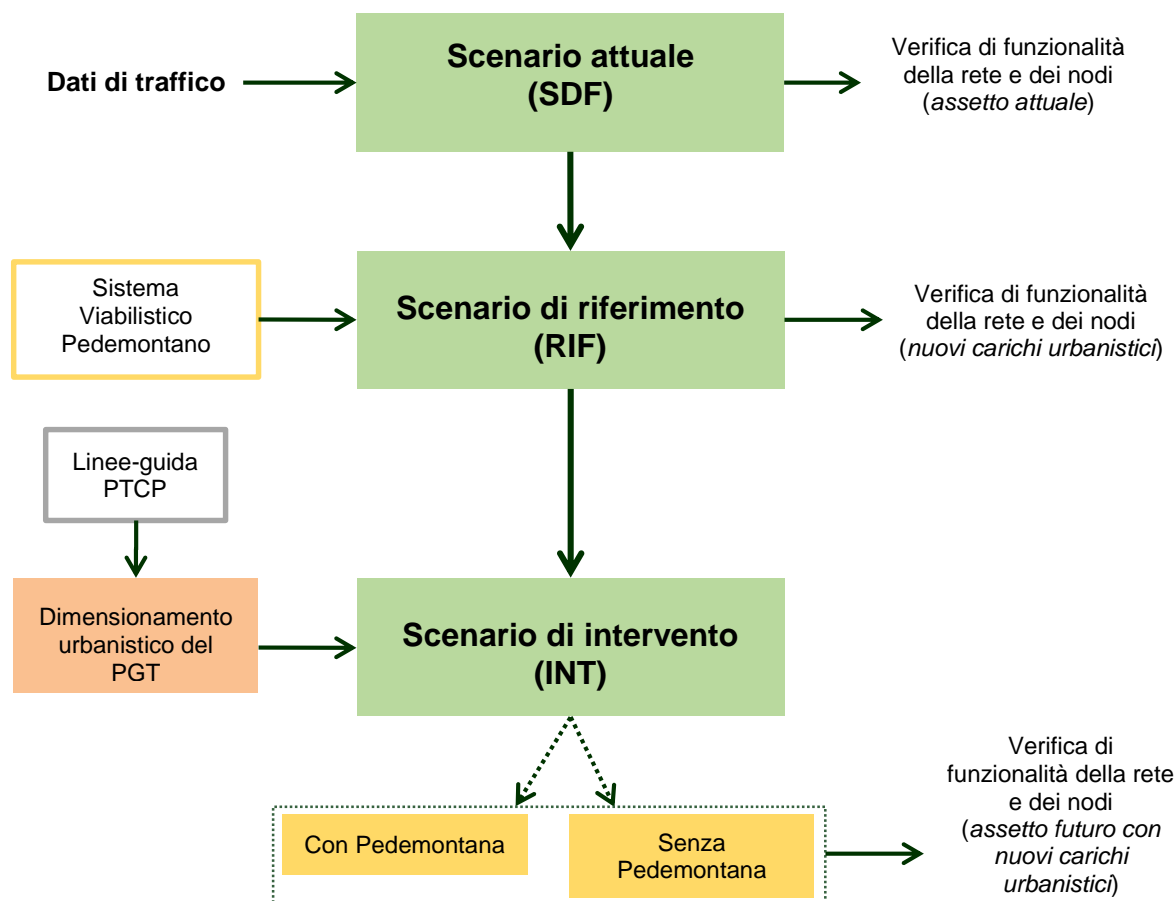 Dati di traffico
Scenario attuale
(SDF)
Verifica di funzionalità
della rete e dei nodi
(assetto attuale)
Sistema
Viabilistico
Pedemontano
Scenario di riferimento
(RIF)
Verifica di funzionalità
della rete e dei nodi
(nuovi carichi urbanistici)
Linee-guida
PTCP
Dimensionamento
urbanistico del
PGT
Scenario di intervento
(INT)
Con Pedemontana
Senza
Pedemontana
Verifica di
funzionalità della rete
e dei nodi
(assetto futuro con
nuovi carichi
urbanistici)